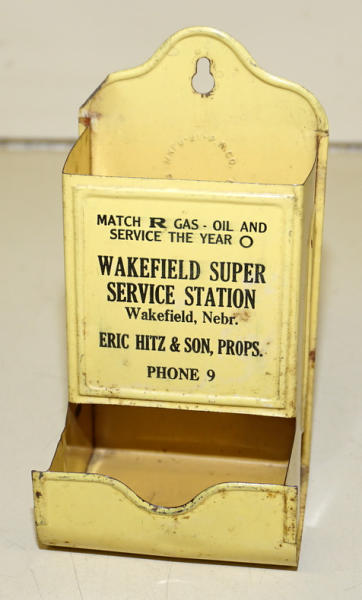 MATCH R GAS - OIL AND
SERVICE THE YEAR O
WAKEFIELD SUPER
SERVICE STATION
Wakefield, Nebr.
ERIC HITZ & SON, PROPS.
PHONE 9